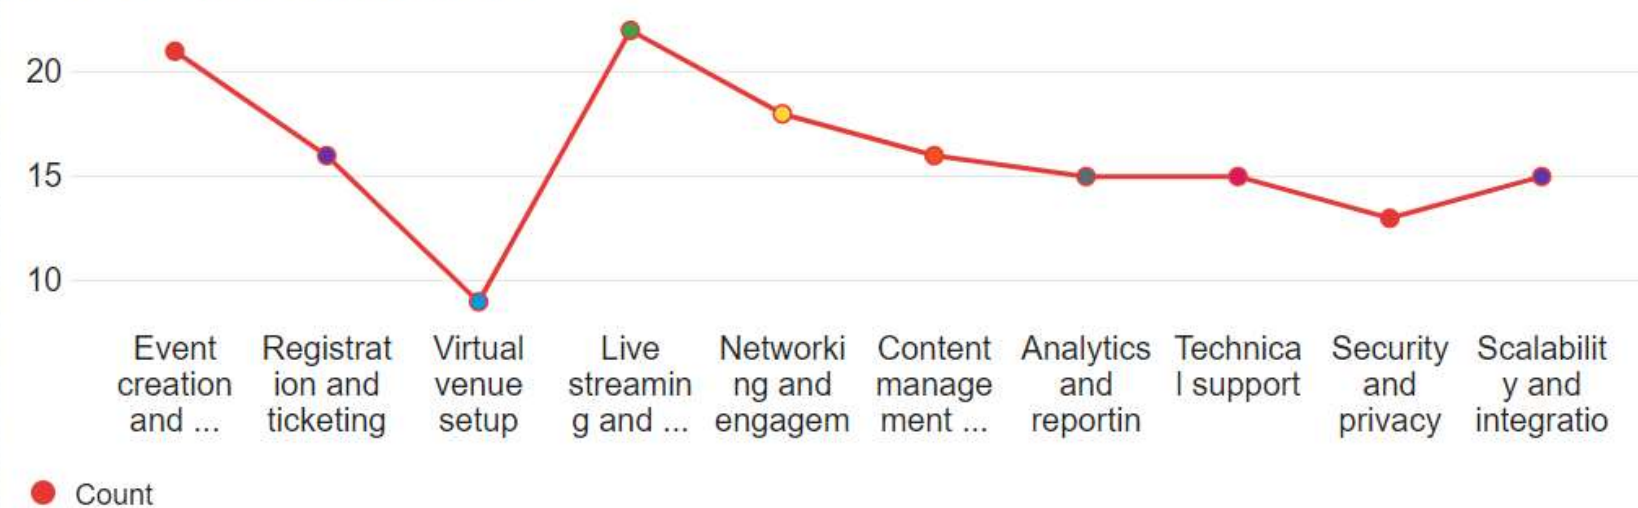 20
15
10
Event creation and ...
Registrat ion and ticketing
Virtual venue setup
Live streamin g and ...
Networki ng and engagem
Content manage ment ...
Analytics and reportin
Technica l support
Security and privacy
Scalabilit y and integratio
Count